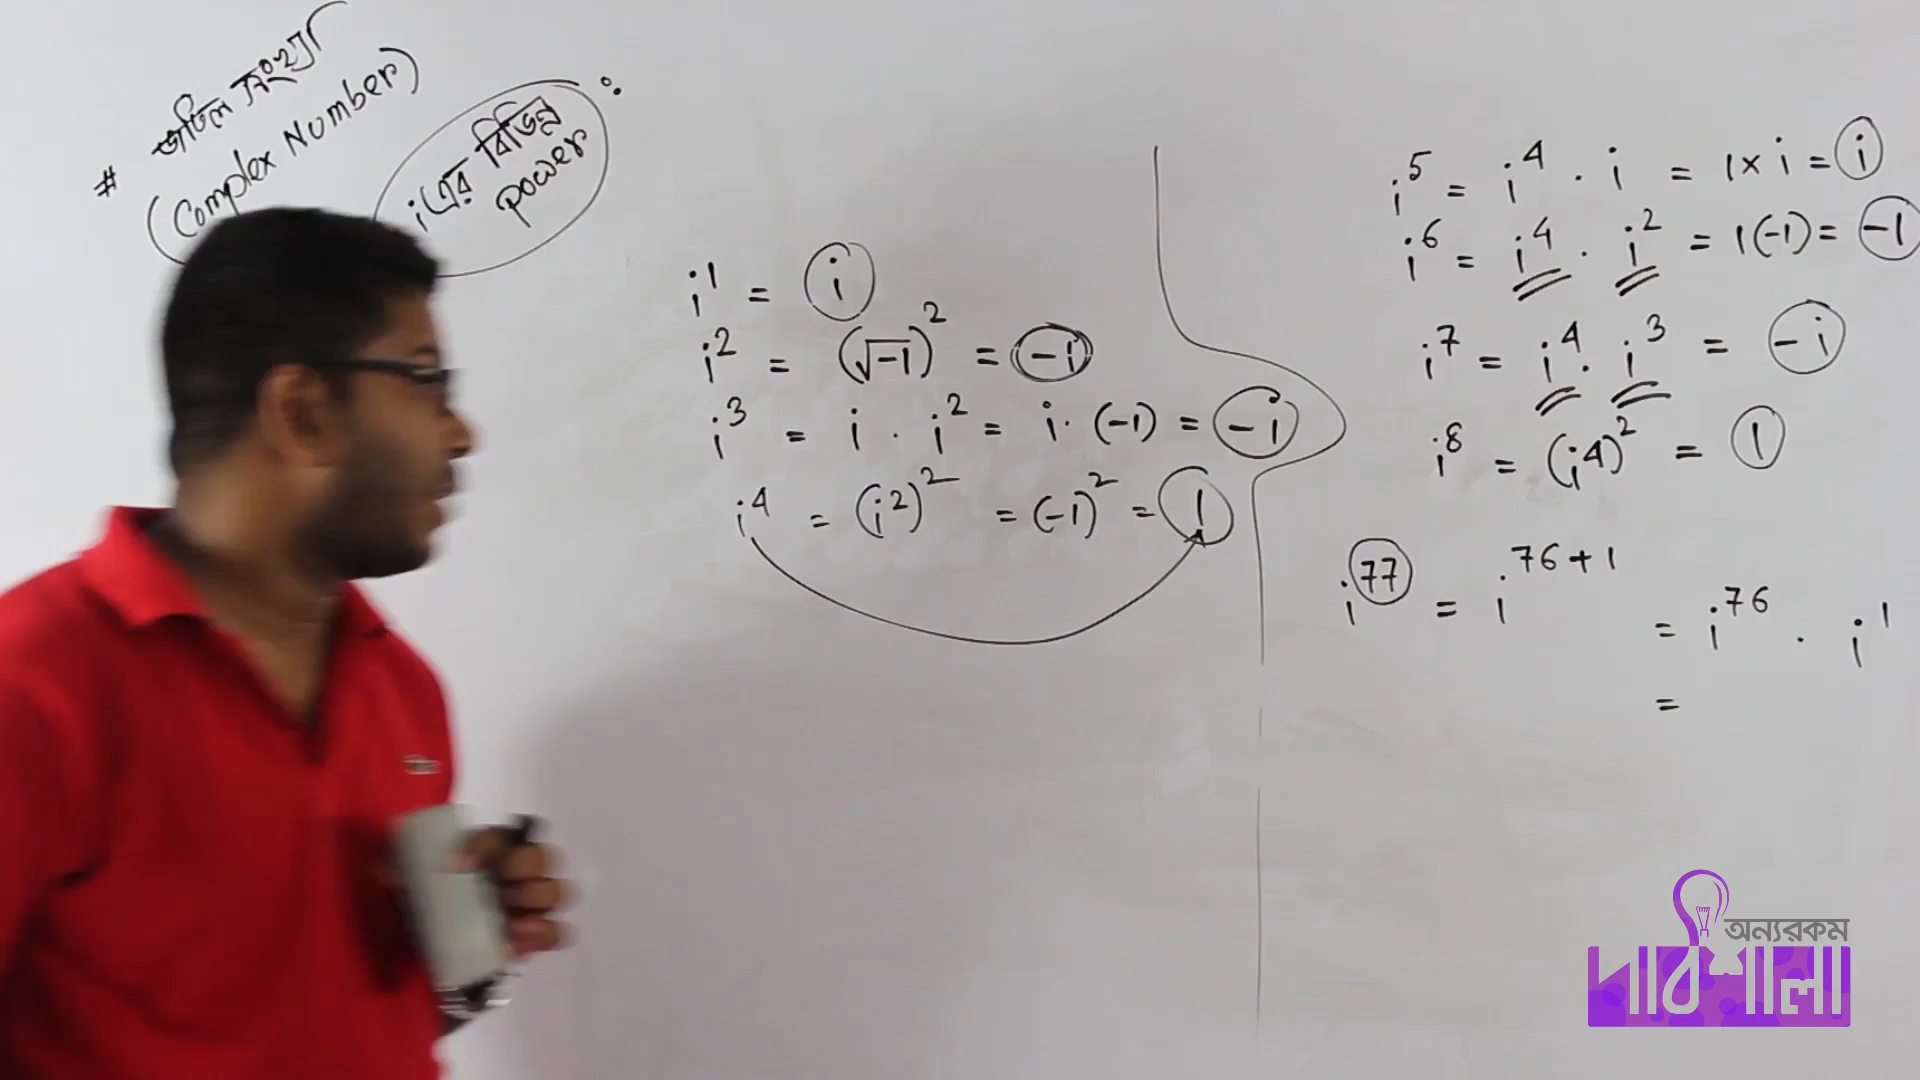 # জটিল সংখ্যা
(Complex Number)
i এর বিভিন্ন :
power
i¹ = i
i² = (√-1)² = -1
i³ = i . i² = i . (-1) = -i
i⁴ = (i²)² = (-1)² = 1
i⁵ = i⁴ . i = 1 × i = i
i⁶ = i⁴ . i² = 1(-1) = -1
i⁷ = i⁴ . i³ = -i
i⁸ = (i⁴)² = 1
i⁷⁷ = i⁷⁶⁺¹
= i⁷⁶ . i¹
=
অন্যরকম
পাঠশালা